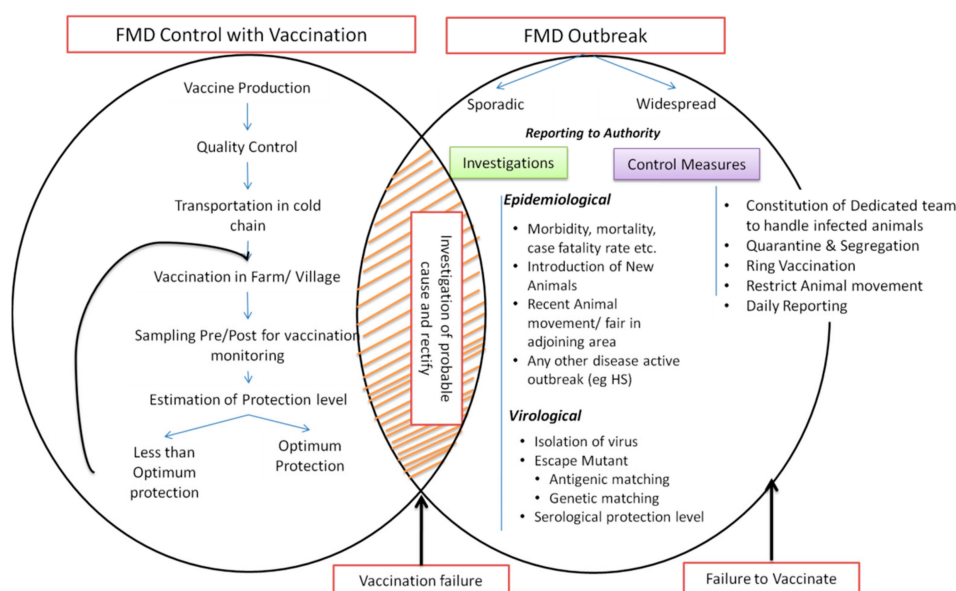 FMD Control with Vaccination
Vaccine Production
Quality Control
Transportation in cold
chain
Vaccination in Farm/ Village
Sampling Pre/Post for vaccination
monitoring
Estimation of Protection level
Less than
Optimum
protection
Optimum
Protection
Investigation of probable
cause and rectify
Vaccination failure
FMD Outbreak
Sporadic
Widespread
Reporting to Authority
Investigations
Control Measures
Epidemiological
• Morbidity, mortality,
case fatality rate etc.
• Introduction of New
Animals
• Recent Animal
movement/ fair in
adjoining area
• Any other disease active
outbreak (eg HS)
Virological
• Isolation of virus
• Escape Mutant
• Antigenic matching
• Genetic matching
• Serological protection level
• Constitution of Dedicated team
to handle infected animals
• Quarantine & Segregation
• Ring Vaccination
• Restrict Animal movement
• Daily Reporting
Failure to Vaccinate